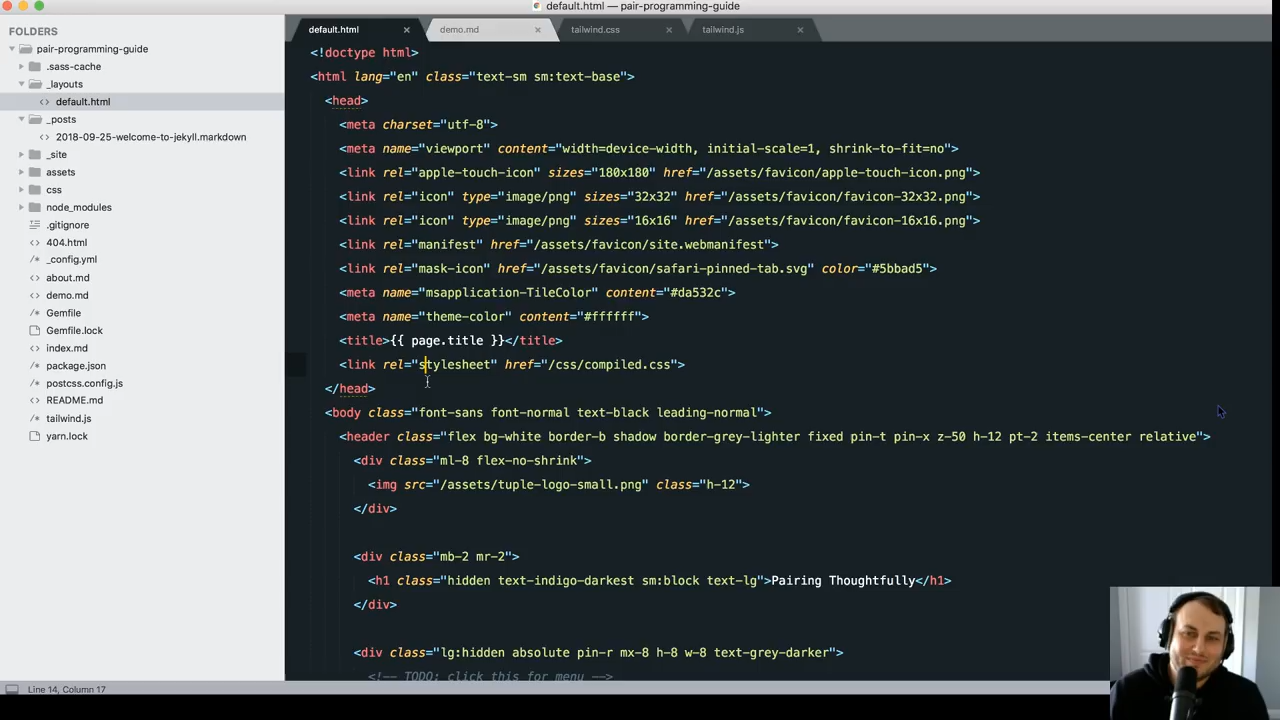 default.html — pair-programming-guide
FOLDERS
pair-programming-guide
.sass-cache
_layouts
default.html
_posts
2018-09-25-welcome-to-jekyll.markdown
_site
assets
css
node_modules
.gitignore
404.html
_config.yml
about.md
demo.md
Gemfile
Gemfile.lock
index.md
package.json
postcss.config.js
README.md
tailwind.js
yarn.lock
default.html
demo.md
tailwind.css
tailwind.js
<!doctype html>
<html lang="en" class="text-sm sm:text-base">
<head>
<meta charset="utf-8">
<meta name="viewport" content="width=device-width, initial-scale=1, shrink-to-fit=no">
<link rel="apple-touch-icon" sizes="180x180" href="/assets/favicon/apple-touch-icon.png">
<link rel="icon" type="image/png" sizes="32x32" href="/assets/favicon/favicon-32x32.png">
<link rel="icon" type="image/png" sizes="16x16" href="/assets/favicon/favicon-16x16.png">
<link rel="manifest" href="/assets/favicon/site.webmanifest">
<link rel="mask-icon" href="/assets/favicon/safari-pinned-tab.svg" color="#5bbad5">
<meta name="msapplication-TileColor" content="#da532c">
<meta name="theme-color" content="#ffffff">
<title>{{ page.title }}</title>
<link rel="stylesheet" href="/css/compiled.css">
</head>
<body class="font-sans font-normal text-black leading-normal">
<header class="flex bg-white border-b shadow border-grey-lighter fixed pin-t pin-x z-50 h-12 pt-2 items-center relative">
<div class="ml-8 flex-no-shrink">
<img src="/assets/tuple-logo-small.png" class="h-12">
</div>
<div class="mb-2 mr-2">
<h1 class="hidden text-indigo-darkest sm:block text-lg">Pairing Thoughtfully</h1>
</div>
<div class="lg:hidden absolute pin-r mx-8 h-8 w-8 text-grey-darker">
<!-- TODO: click this for menu -->
Line 14, Column 17